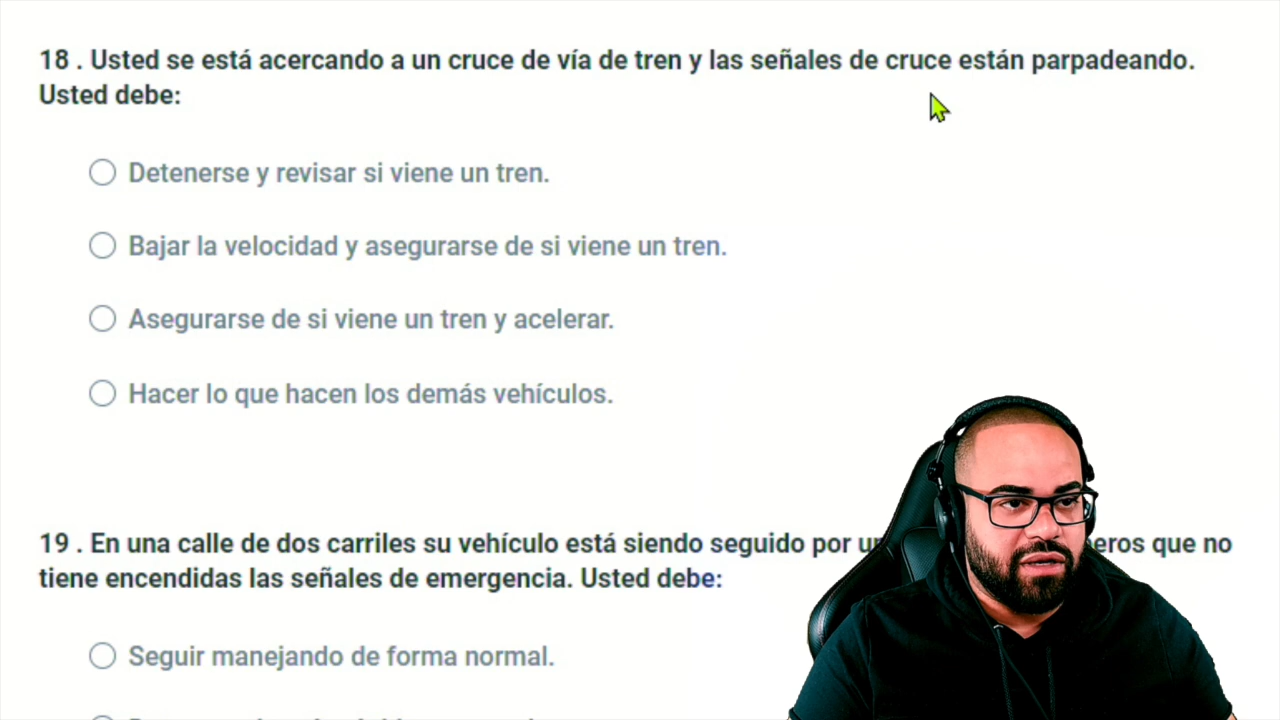 18 . Usted se está acercando a un cruce de vía de tren y las señales de cruce están parpadeando.
Usted debe:
Detenerse y revisar si viene un tren.
Bajar la velocidad y asegurarse de si viene un tren.
Asegurarse de si viene un tren y acelerar.
Hacer lo que hacen los demás vehículos.
19 . En una calle de dos carriles su vehículo está siendo seguido por que no
tiene encendidas las señales de emergencia. Usted debe:
Seguir manejando de forma normal.